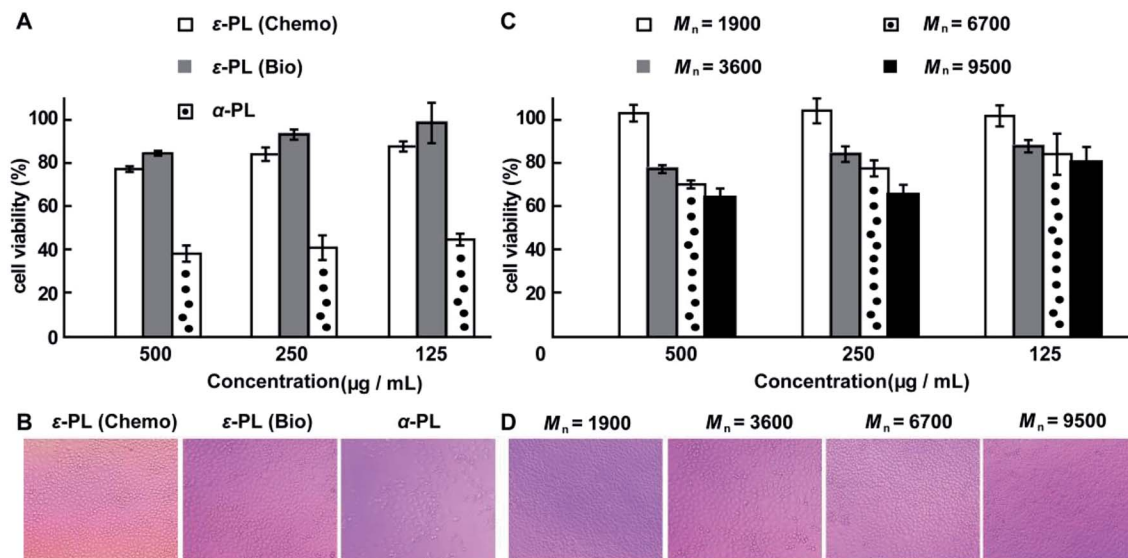 A
ε-PL (Chemo)
ε-PL (Bio)
α-PL
cell viability (%)
100
80
60
40
20
0
500 250 125
Concentration(µg / mL)
C
Mn = 1900 Mn = 6700
Mn = 3600 Mn = 9500
cell viability (%)
100
80
60
40
20
0 500 250 125
Concentration(µg / mL)
B ε-PL (Chemo) ε-PL (Bio) α-PL
D Mn = 1900 Mn = 3600 Mn = 6700 Mn = 9500